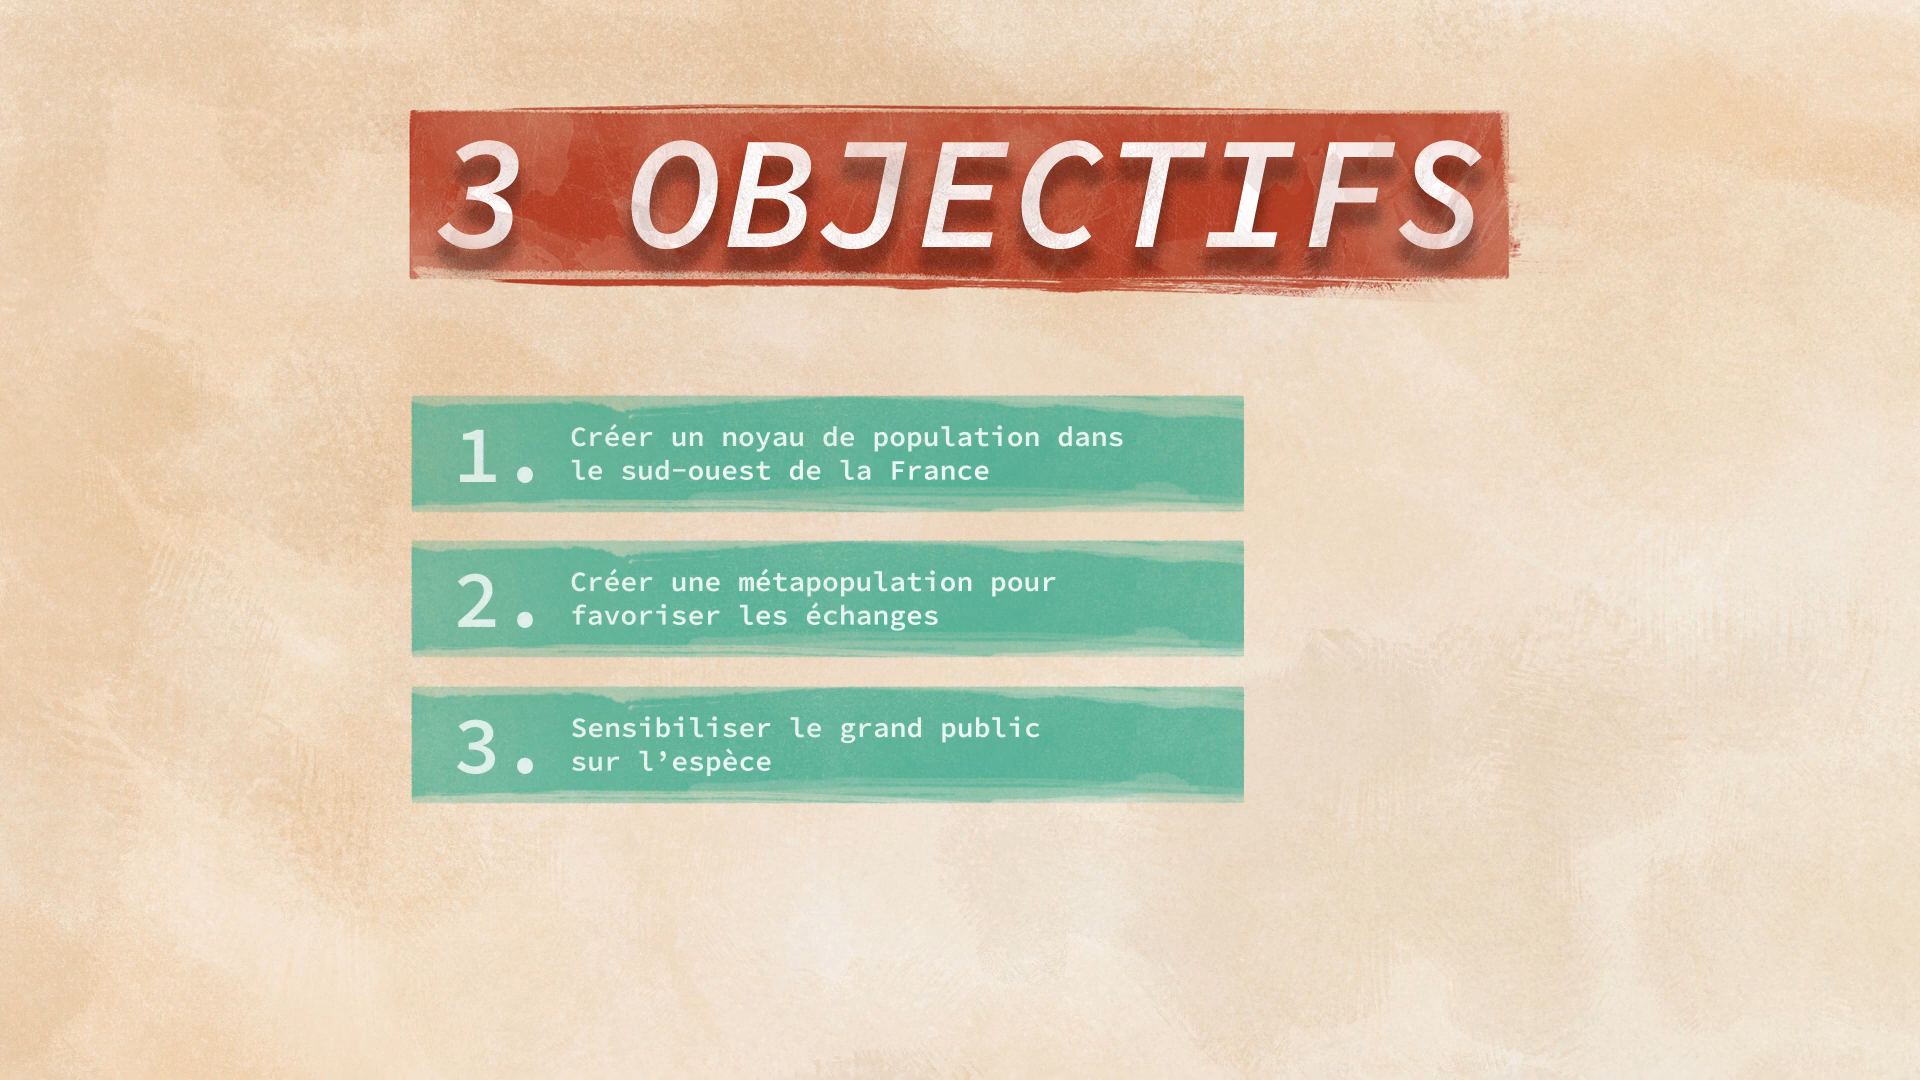 3 OBJECTIFS
1. Créer un noyau de population dans
le sud-ouest de la France
2. Créer une métapopulation pour
favoriser les échanges
3. Sensibiliser le grand public
sur l’espèce